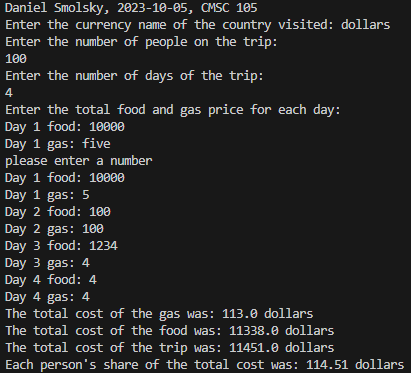 Daniel Smolsky, 2023-10-05, CMSC 105
Enter the currency name of the country visited: dollars
Enter the number of people on the trip:
100
Enter the number of days of the trip:
4
Enter the total food and gas price for each day:
Day 1 food: 10000
Day 1 gas: five
please enter a number
Day 1 food: 10000
Day 1 gas: 5
Day 2 food: 100
Day 2 gas: 100
Day 3 food: 1234
Day 3 gas: 4
Day 4 food: 4
Day 4 gas: 4
The total cost of the gas was: 113.0 dollars
The total cost of the food was: 11338.0 dollars
The total cost of the trip was: 11451.0 dollars
Each person's share of the total cost was: 114.51 dollars